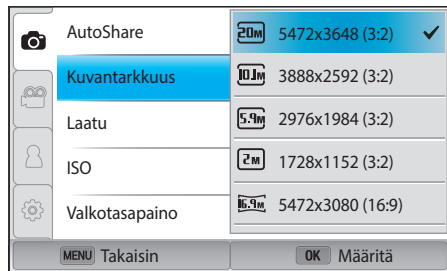 AutoShare
Kuvantarkkuus
Laatu
ISO
Valkotasapaino
20M 5472x3648 (3:2)
10.1M 3888x2592 (3:2)
5.9M 2976x1984 (3:2)
2M 1728x1152 (3:2)
16.9M 5472x3080 (16:9)
MENU Takaisin
OK Määritä